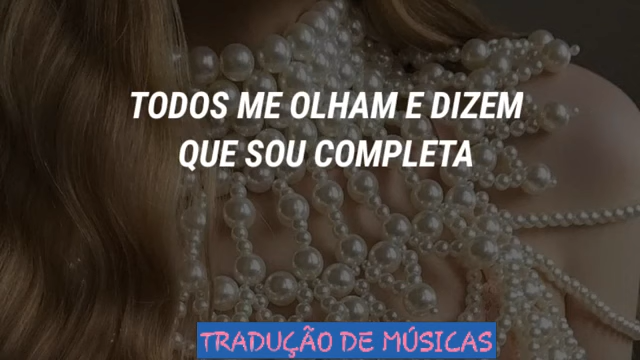 TODOS ME OLHAM E DIZEM
QUE SOU COMPLETA
TRADUÇÃO DE MÚSICAS